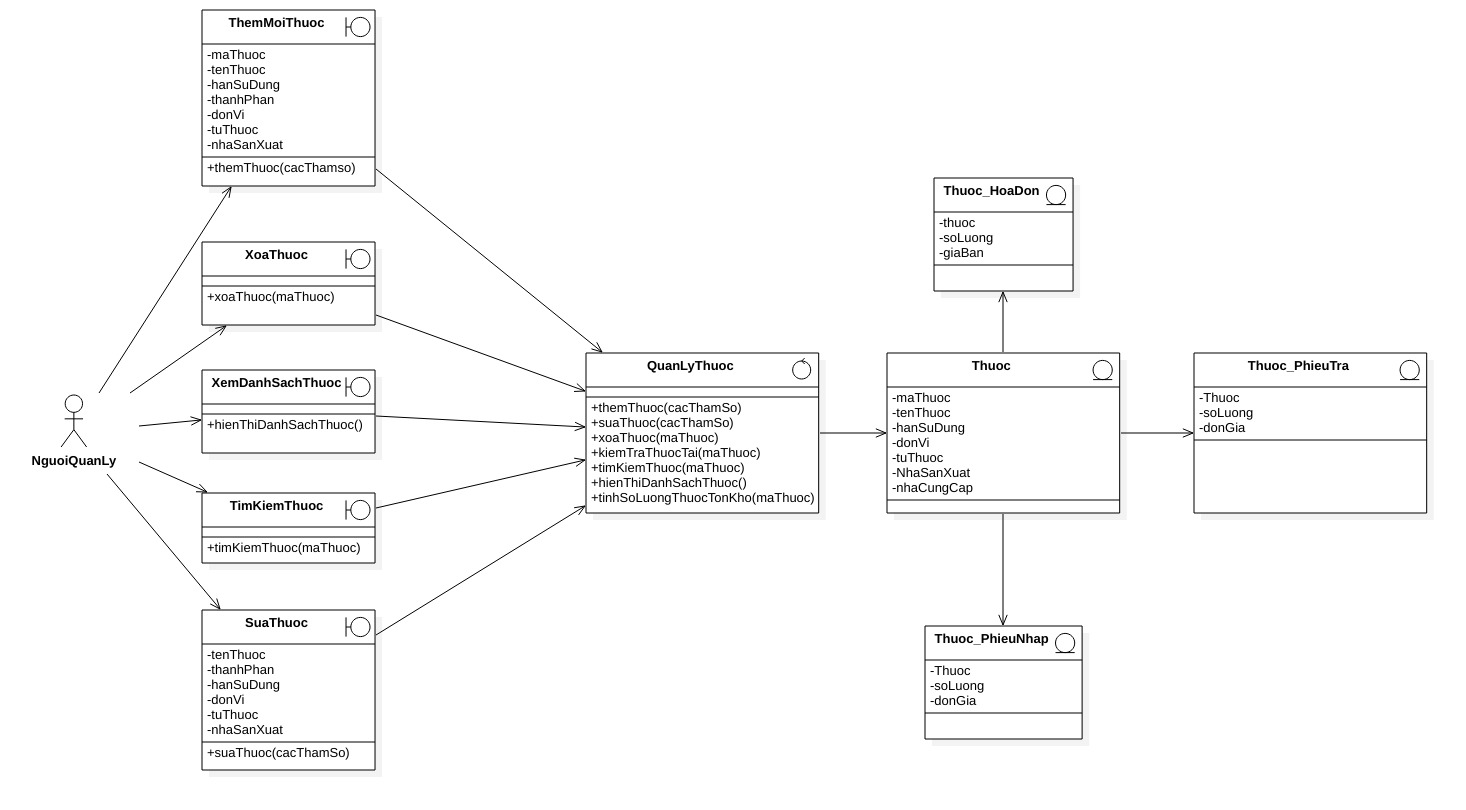 ThemMoiThuoc
-maThuoc
-tenThuoc
-hanSuDung
-thanhPhan
-donVi
-tuThuoc
-nhaSanXuat
+themThuoc(cacThamso)
XoaThuoc
+xoaThuoc(maThuoc)
XemDanhSachThuoc
+hienThiDanhSachThuoc()
NguoiQuanLy
TimKiemThuoc
+timKiemThuoc(maThuoc)
SuaThuoc
-tenThuoc
-thanhPhan
-hanSuDung
-donVi
-tuThuoc
-nhaSanXuat
+suaThuoc(cacThamSo)
QuanLyThuoc
+themThuoc(cacThamSo)
+suaThuoc(cacThamSo)
+xoaThuoc(maThuoc)
+kiemTraThuocTai(maThuoc)
+timKiemThuoc(maThuoc)
+hienThiDanhSachThuoc()
+tinhSoLuongThuocTonKho(maThuoc)
Thuoc_HoaDon
-thuoc
-soLuong
-giaBan
Thuoc
-maThuoc
-tenThuoc
-hanSuDung
-donVi
-tuThuoc
-NhaSanXuat
-nhaCungCap
Thuoc_PhieuTra
-Thuoc
-soLuong
-donGia
Thuoc_PhieuNhap
-Thuoc
-soLuong
-donGia